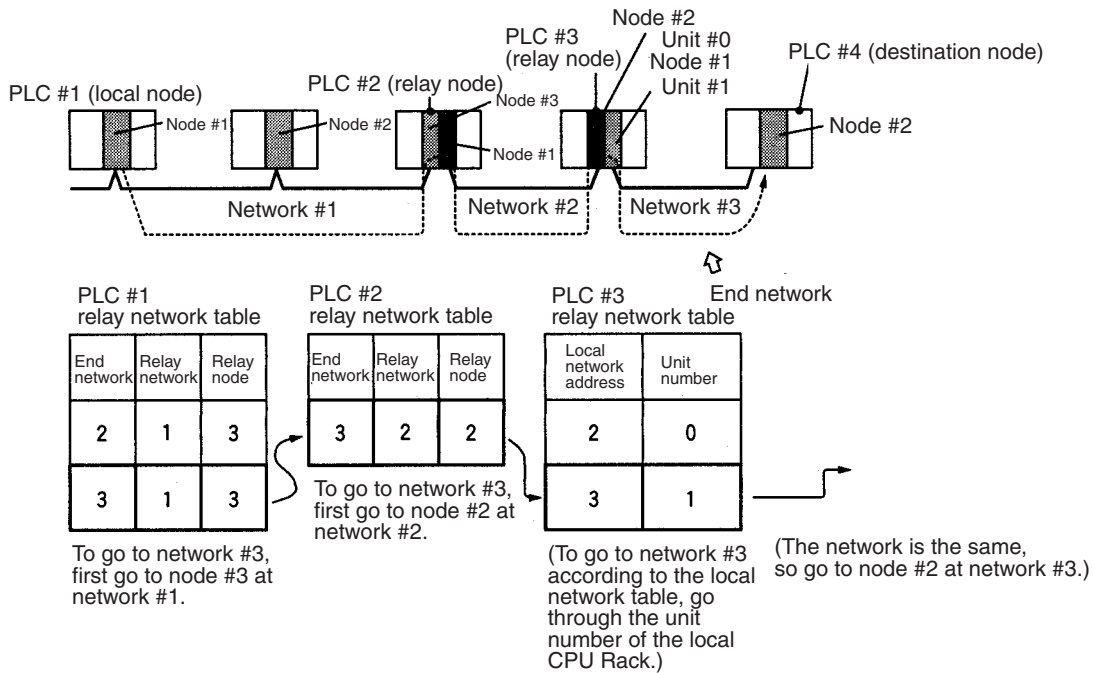 Node #2
PLC #3
(relay node)
Unit #0
Node #1
Unit #1
PLC #4 (destination node)
PLC #1 (local node)
PLC #2 (relay node)
Node #1
Node #2
Node #3
Node #1
Node #2
Network #1
Network #2
Network #3
End network
PLC #1
relay network table
End
network
Relay
network
Relay
node
2
1
3
3
1
3
To go to network #3,
first go to node #3 at
network #1.
PLC #2
relay network table
End
network
Relay
network
Relay
node
3
2
2
To go to network #3,
first go to node #2 at
network #2.
PLC #3
relay network table
Local
network
address
Unit
number
2
0
3
1
(To go to network #3
according to the local
network table, go
through the unit
number of the local
CPU Rack.)
(The network is the same,
so go to node #2 at network #3.)